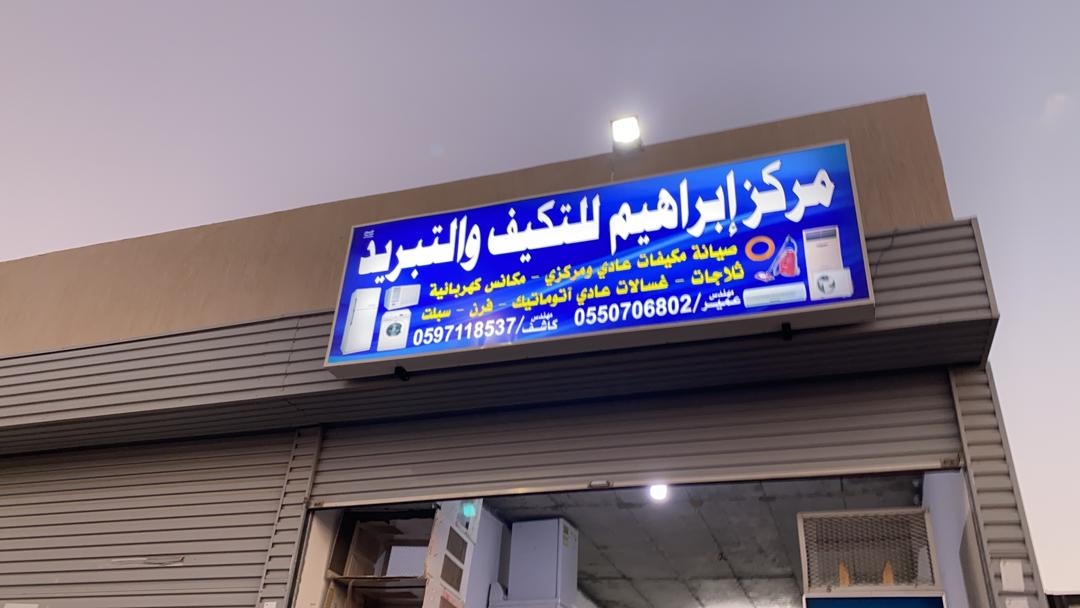 مركز إبراهيم للتكيف والتبريد
صيانة مكيفات عادي ومركزي - مكانس كهربائية
ثلاجات - غسالات عادي أتوماتيك - فرن - سبلت
مهندس عمير/0550706802 مهندس كاشف/0597118537